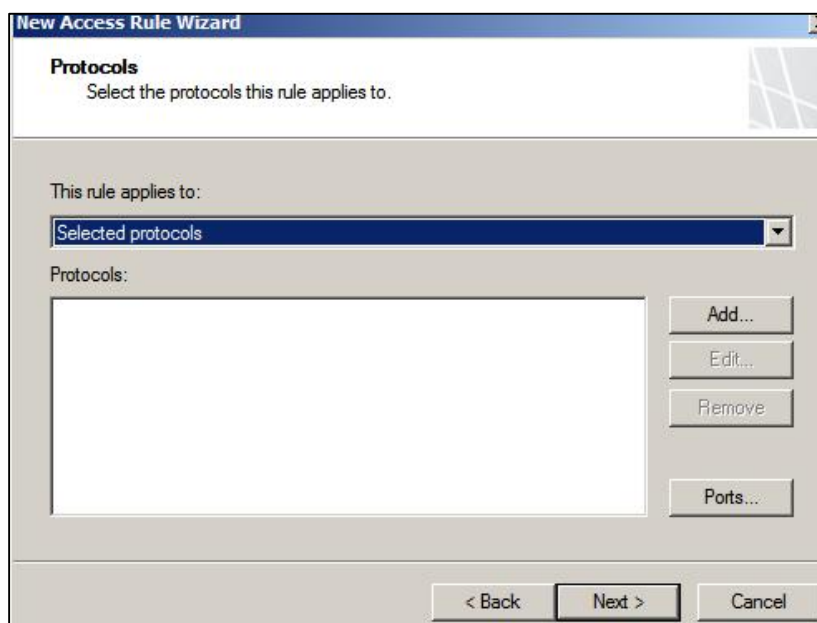 New Access Rule Wizard
Protocols
Select the protocols this rule applies to.
This rule applies to:
Selected protocols
Protocols:
Add...
Edit...
Remove
Ports...
< Back Next > Cancel